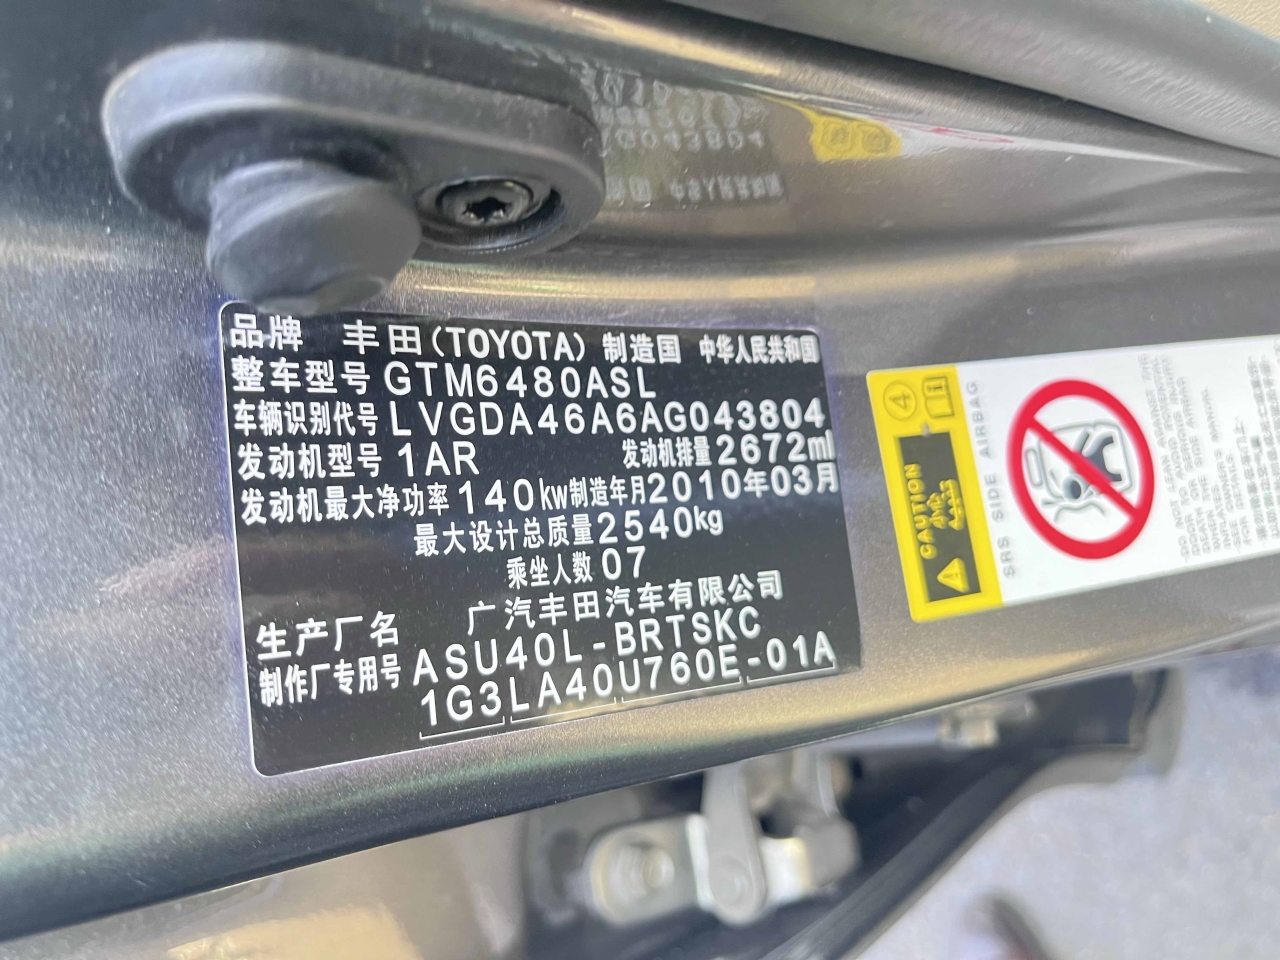 品牌 丰田(TOYOTA) 制造国 中华人民共和国
整车型号 GTM6480ASL
车辆识别代号 LVGDA46A6AG043804
发动机型号 1AR 发动机排量 2672ml
发动机最大净功率 140kw 制造年月 2010年03月
最大设计总质量 2540kg
乘坐人数 07
生产厂名 广汽丰田汽车有限公司
制作厂专用号 ASU40L-BRTSKC
1G3LA40U760E-01A
4
CAUTION
SRS SIDE AIRBAG